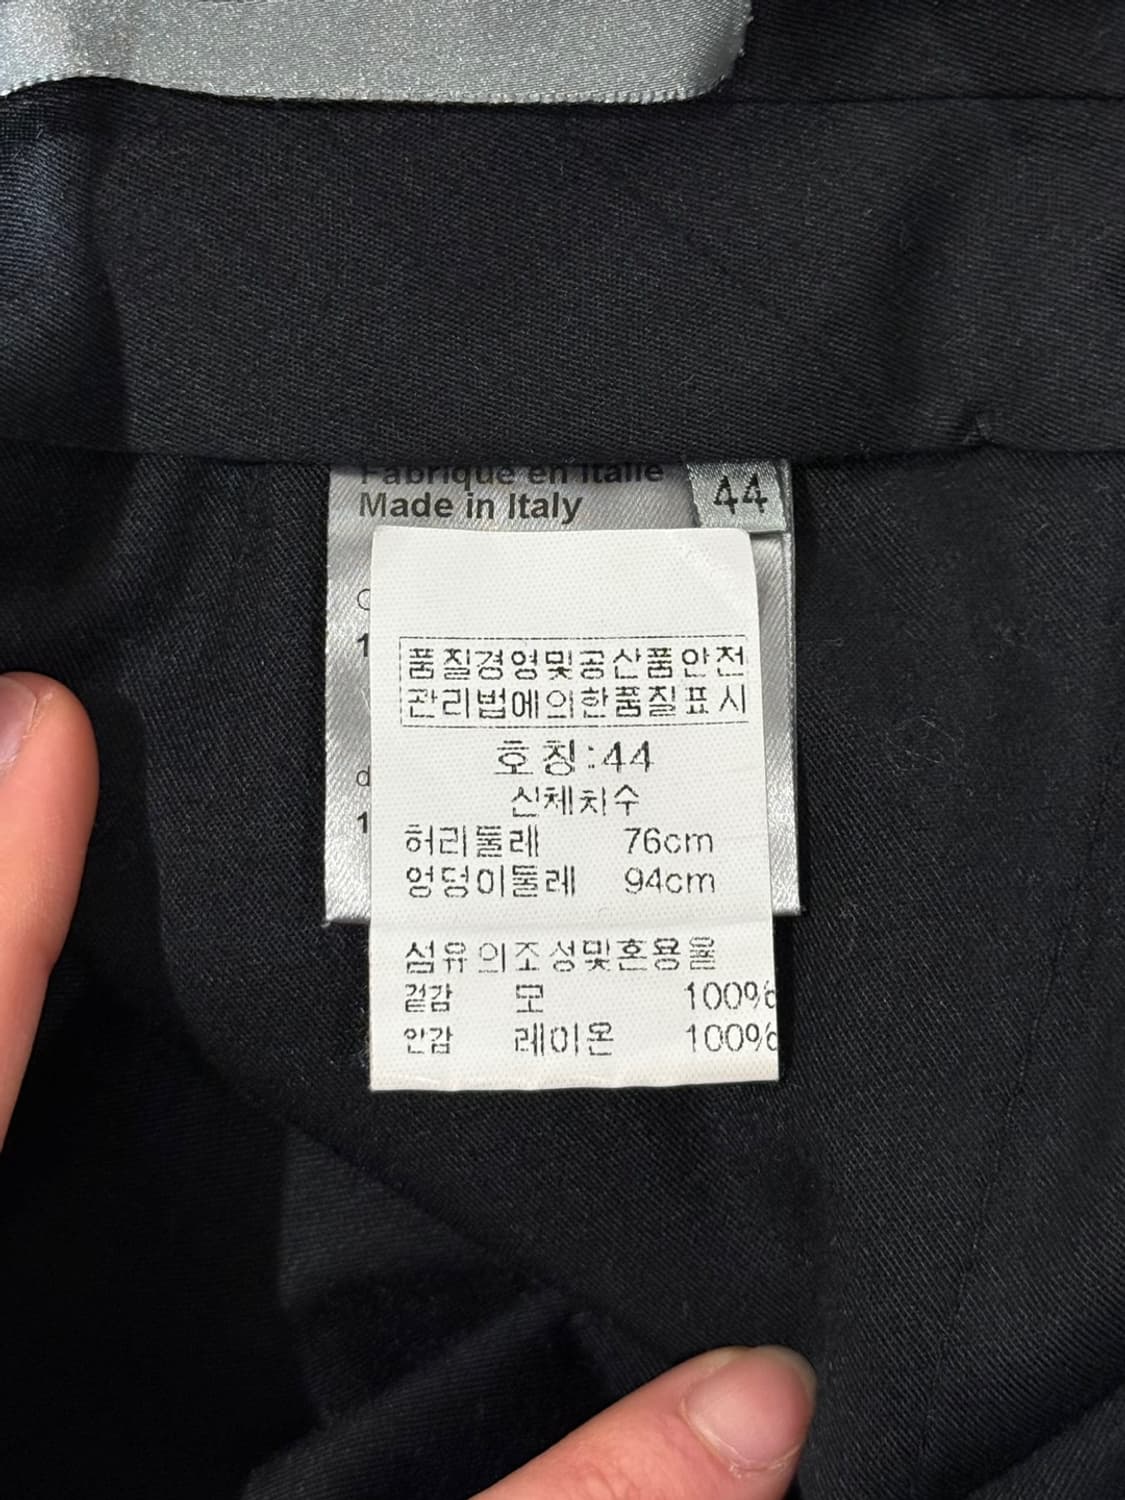 Fabrique en Italie
Made in Italy
44
품질경영및공산품안전
관리법에의한품질표시
호칭:44
신체치수
허리둘레 76cm
엉덩이둘레 94cm
섬유의조성및혼용율
겉감 모 100%
안감 레이온 100%